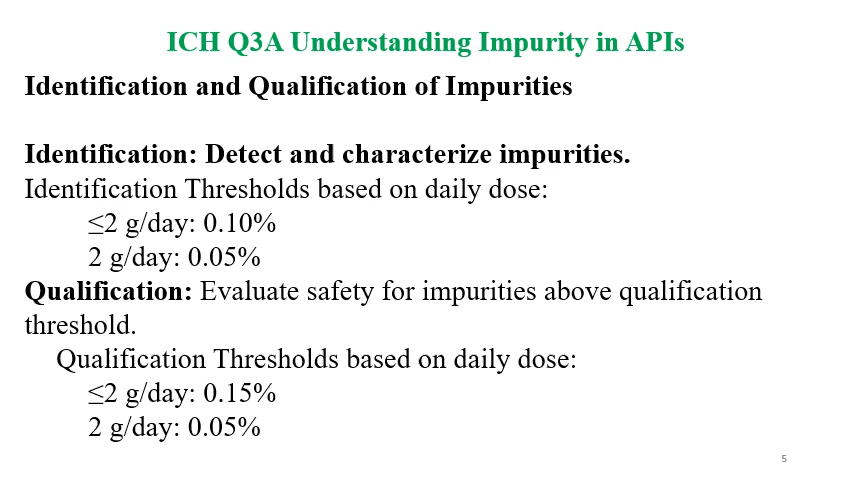 ICH Q3A Understanding Impurity in APIs
Identification and Qualification of Impurities
Identification: Detect and characterize impurities.
Identification Thresholds based on daily dose:
≤2 g/day: 0.10%
2 g/day: 0.05%
Qualification: Evaluate safety for impurities above qualification
threshold.
Qualification Thresholds based on daily dose:
≤2 g/day: 0.15%
2 g/day: 0.05%
5